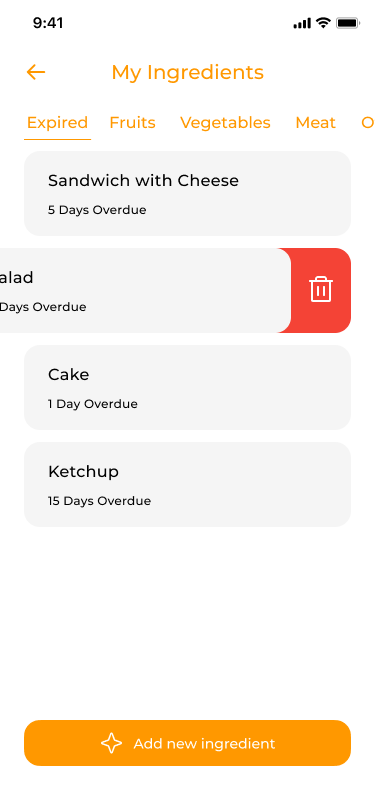 9:41
My Ingredients
Expired Fruits Vegetables Meat O
Sandwich with Cheese
5 Days Overdue
alad
Days Overdue
Cake
1 Day Overdue
Ketchup
15 Days Overdue
Add new ingredient